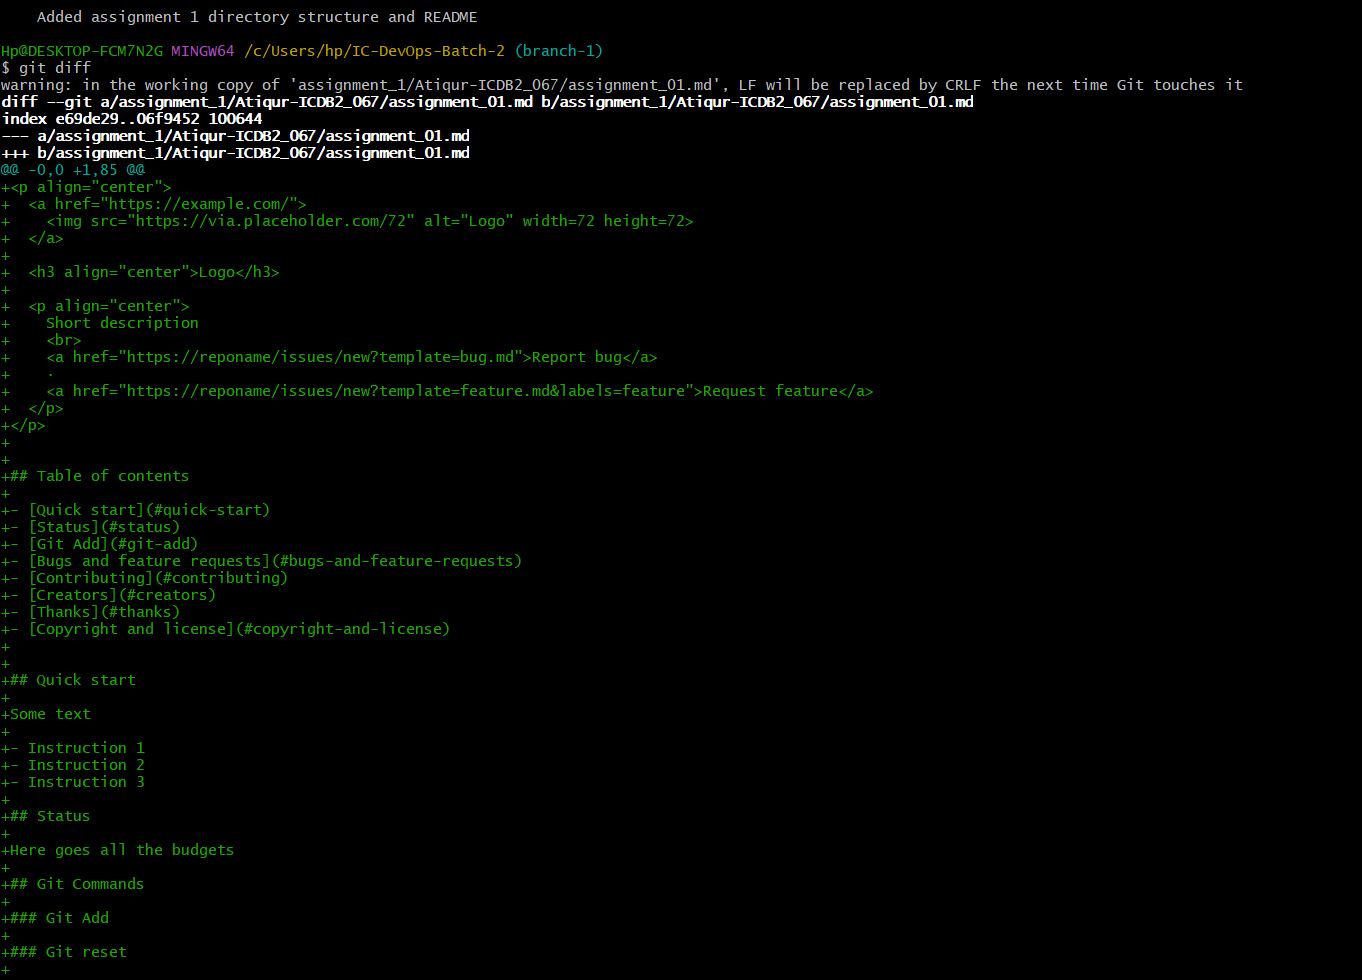 Added assignment 1 directory structure and README

Hp@DESKTOP-FCM7N2G MINGW64 /c/Users/hp/IC-DevOps-Batch-2 (branch-1)
$ git diff
warning: in the working copy of 'assignment_1/Atiqur-ICDB2_067/assignment_01.md', LF will be replaced by CRLF the next time Git touches it
diff --git a/assignment_1/Atiqur-ICDB2_067/assignment_01.md b/assignment_1/Atiqur-ICDB2_067/assignment_01.md
index e69de29..06f9452 100644
--- a/assignment_1/Atiqur-ICDB2_067/assignment_01.md
+++ b/assignment_1/Atiqur-ICDB2_067/assignment_01.md
@@ -0,0 +1,85 @@
+<p align="center">
+  <a href="https://example.com/">
+    <img src="https://via.placeholder.com/72" alt="Logo" width=72 height=72>
+  </a>
+
+  <h3 align="center">Logo</h3>
+
+  <p align="center">
+    Short description
+    <br>
+    <a href="https://reponame/issues/new?template=bug.md">Report bug</a>
+    ·
+    <a href="https://reponame/issues/new?template=feature.md&labels=feature">Request feature</a>
+  </p>
+</p>
+
+
+## Table of contents
+
+- [Quick start](#quick-start)
+- [Status](#status)
+- [Git Add](#git-add)
+- [Bugs and feature requests](#bugs-and-feature-requests)
+- [Contributing](#contributing)
+- [Creators](#creators)
+- [Thanks](#thanks)
+- [Copyright and license](#copyright-and-license)
+
+
+## Quick start
+
+Some text
+
+- Instruction 1
+- Instruction 2
+- Instruction 3
+
+## Status
+
+Here goes all the budgets
+
+## Git Commands
+
+### Git Add
+
+### Git reset
+